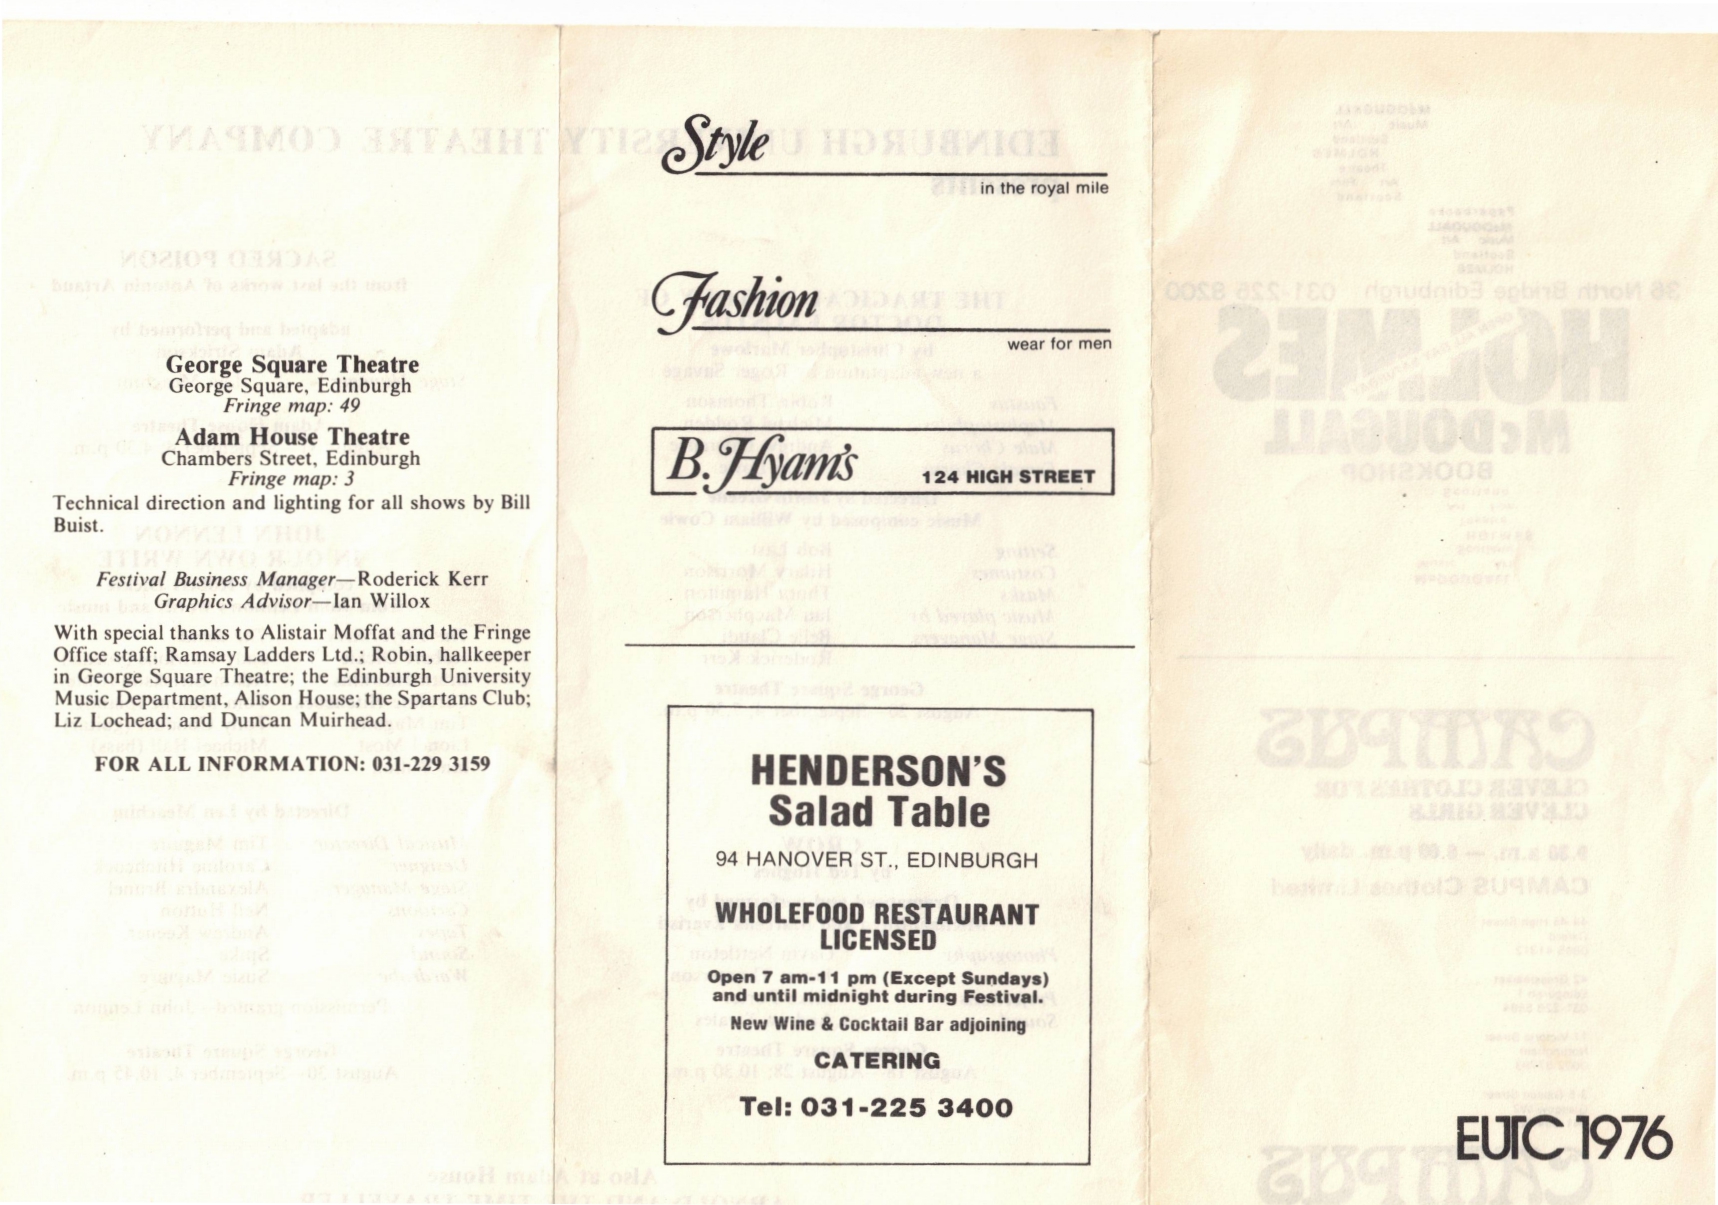 George Square Theatre
George Square, Edinburgh
Fringe map: 49
Adam House Theatre
Chambers Street, Edinburgh
Fringe map: 3
Technical direction and lighting for all shows by Bill
Buist.
Festival Business Manager—Roderick Kerr
Graphics Advisor—Ian Willox
With special thanks to Alistair Moffat and the Fringe
Office staff; Ramsay Ladders Ltd.; Robin, hallkeeper
in George Square Theatre; the Edinburgh University
Music Department, Alison House; the Spartans Club;
Liz Lochead; and Duncan Muirhead.
FOR ALL INFORMATION: 031-229 3159
Style
in the royal mile
Fashion
wear for men
B. Hyam's 124 HIGH STREET
HENDERSON'S
Salad Table
94 HANOVER ST., EDINBURGH
WHOLEFOOD RESTAURANT
LICENSED
Open 7 am-11 pm (Except Sundays)
and until midnight during Festival.
New Wine & Cocktail Bar adjoining
CATERING
Tel: 031-225 3400
EUTC 1976